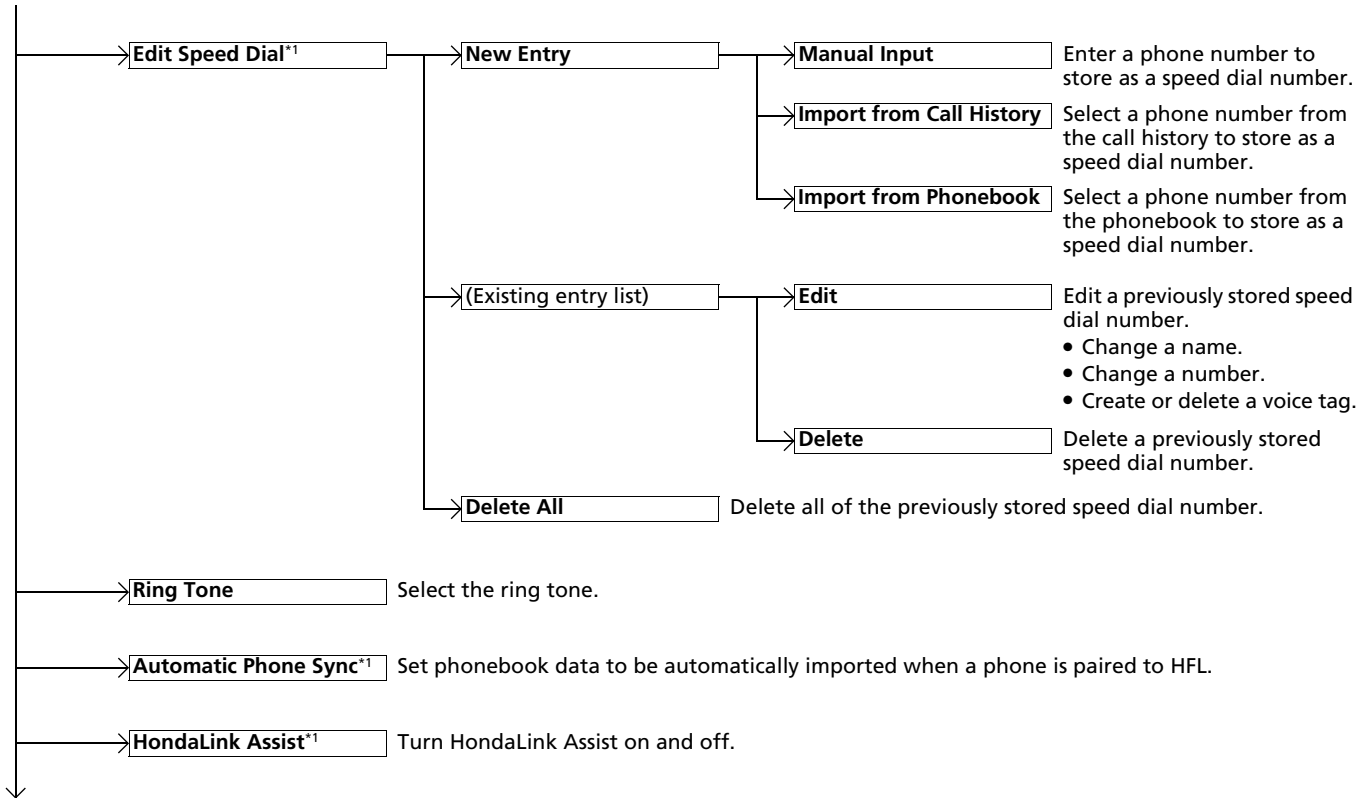 Edit Speed Dial*1
New Entry
Manual Input
Enter a phone number to
store as a speed dial number.
Import from Call History
Select a phone number from
the call history to store as a
speed dial number.
Import from Phonebook
Select a phone number from
the phonebook to store as a
speed dial number.
(Existing entry list)
Edit
Edit a previously stored speed
dial number.
• Change a name.
• Change a number.
• Create or delete a voice tag.
Delete
Delete a previously stored
speed dial number.
Delete All
Delete all of the previously stored speed dial number.
Ring Tone
Select the ring tone.
Automatic Phone Sync*1
Set phonebook data to be automatically imported when a phone is paired to HFL.
HondaLink Assist*1
Turn HondaLink Assist on and off.